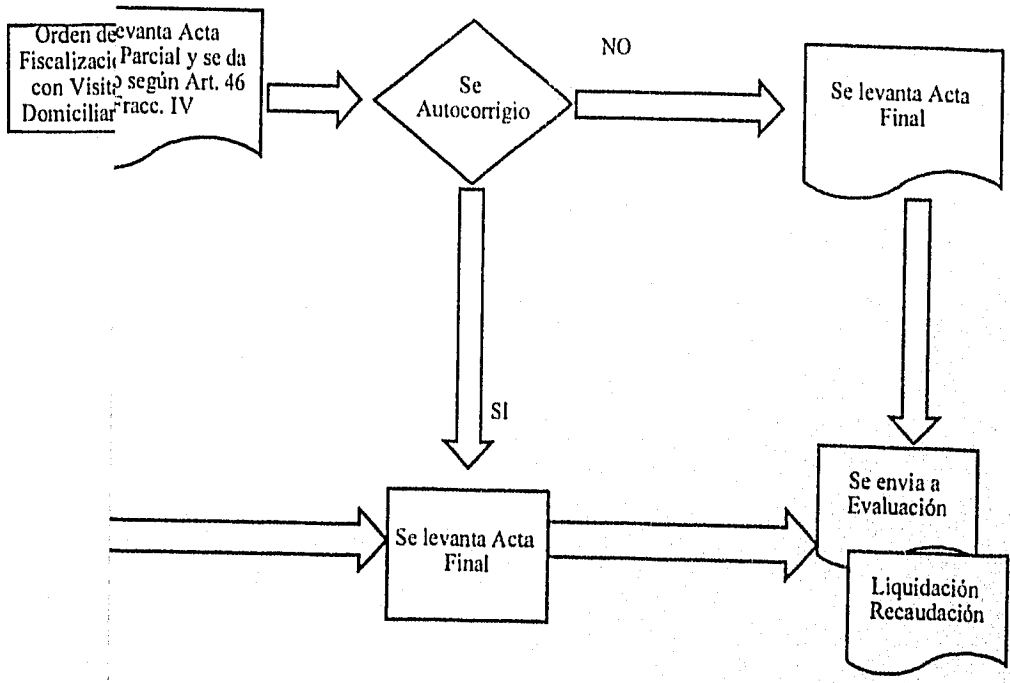 Orden de
Fiscalizaci
con Visit
Domiciliar
evanta Acta
Parcial y se da
según Art. 46
Fracc. IV
Se
Autocorrigio
NO
Se levanta Acta
Final
SI
Se levanta Acta
Final
Se envia a
Evaluación
Liquidación
Recaudación